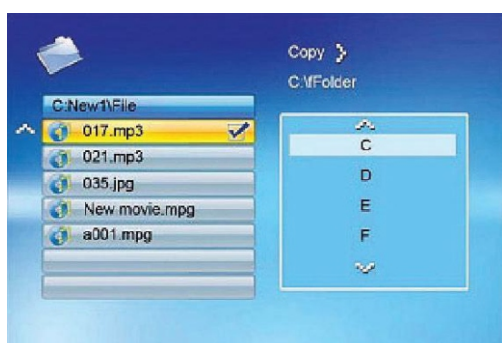 Copy
C:\fFolder
C:New1\File
017.mp3
021.mp3
035.jpg
New movie.mpg
a001.mpg
C
D
E
F